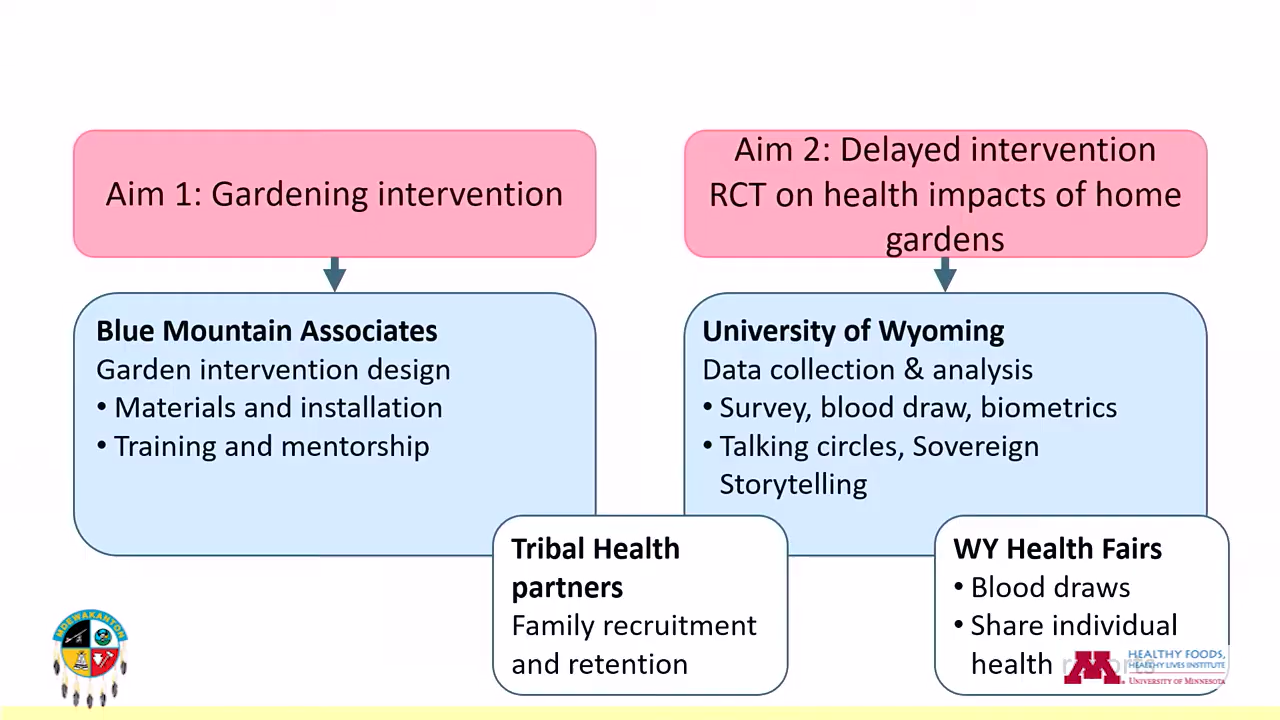 Aim 1: Gardening intervention
Aim 2: Delayed intervention
RCT on health impacts of home
gardens
Blue Mountain Associates
Garden intervention design
• Materials and installation
• Training and mentorship
University of Wyoming
Data collection & analysis
• Survey, blood draw, biometrics
• Talking circles, Sovereign
Storytelling
Tribal Health
partners
Family recruitment
and retention
WY Health Fairs
• Blood draws
• Share individual
health reports
MDEWAKANTON
M
HEALTHY FOODS,
HEALTHY LIVES INSTITUTE
UNIVERSITY OF MINNESOTA